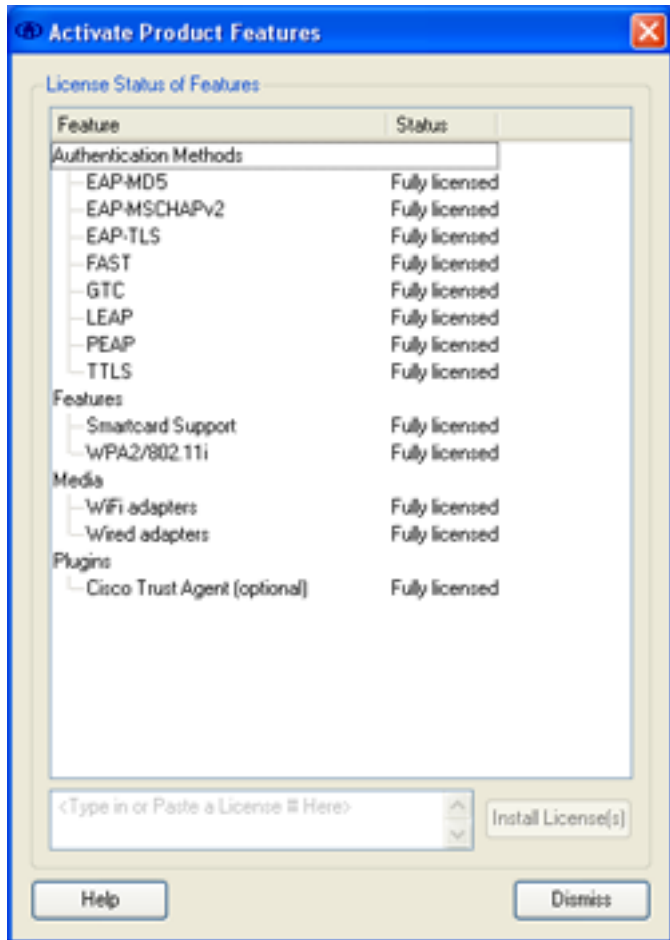 Activate Product Features
License Status of Features
Feature Status
Authentication Methods
EAP-MD5 Fully licensed
EAP-MSCHAPv2 Fully licensed
EAP-TLS Fully licensed
FAST Fully licensed
GTC Fully licensed
LEAP Fully licensed
PEAP Fully licensed
TTLS Fully licensed
Features
Smartcard Support Fully licensed
WPA2/802.11i Fully licensed
Media
WiFi adapters Fully licensed
Wired adapters Fully licensed
Plugins
Cisco Trust Agent (optional) Fully licensed
<Type in or Paste a License # Here>
Install License(s)
Help Dismiss